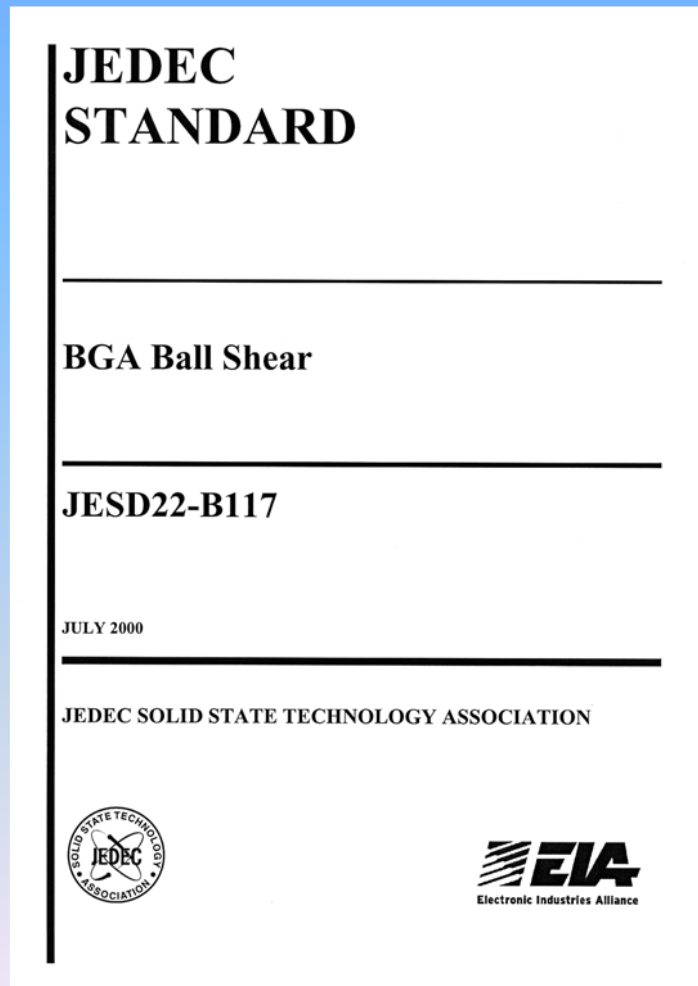 JEDEC
STANDARD
BGA Ball Shear
JESD22-B117
JULY 2000
JEDEC SOLID STATE TECHNOLOGY ASSOCIATION
SOLID STATE TECHNOLOGY
JEDEC
ASSOCIATION
EIA
Electronic Industries Alliance